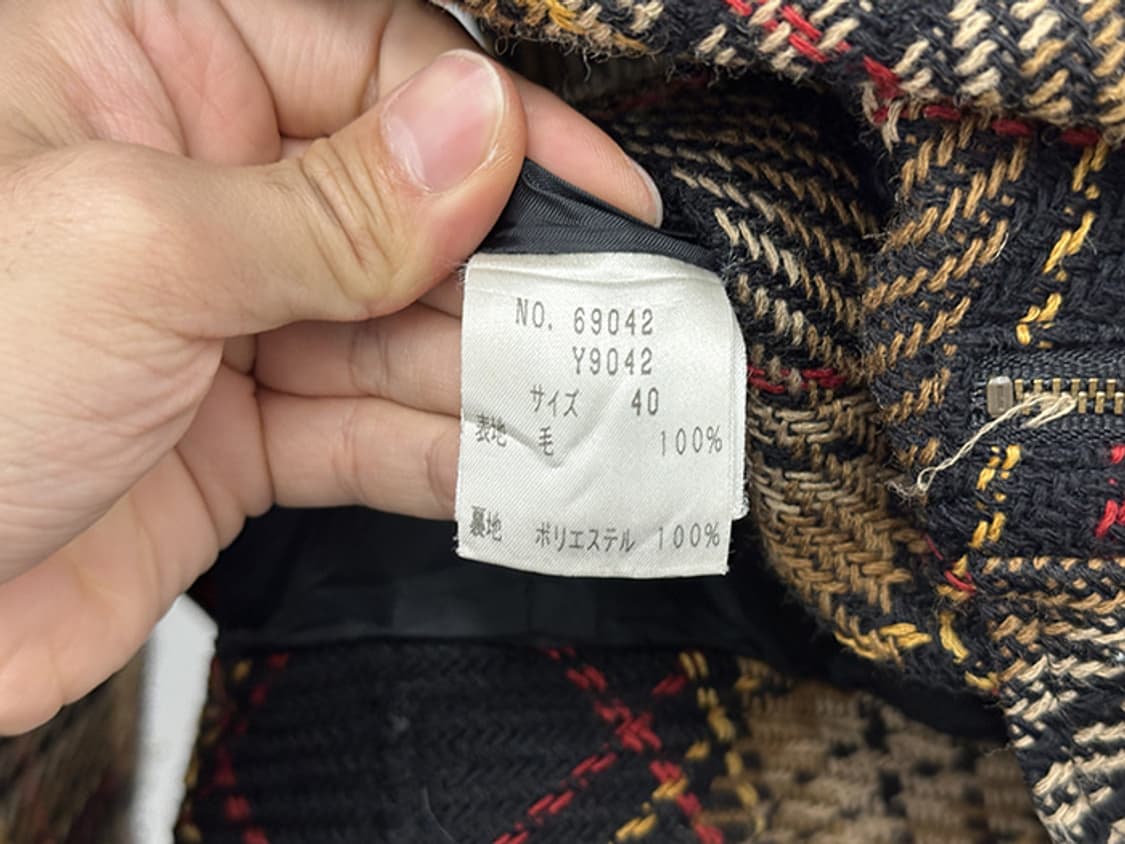 NO. 69042
Y9042
サイズ 40
表地 毛 100%
裏地 ポリエステル 100%